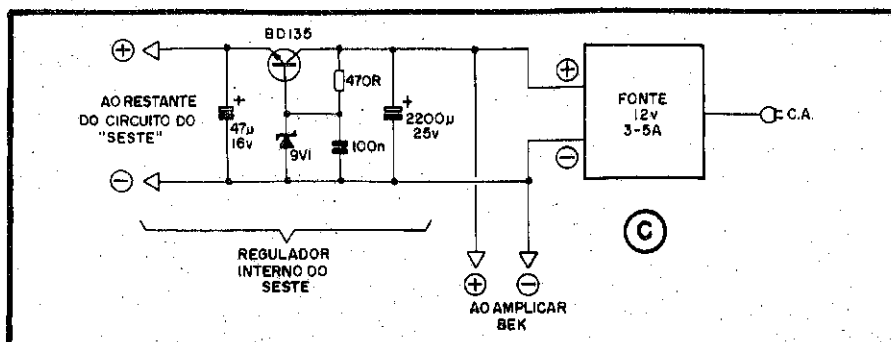 BD135
+
AO RESTANTE
DO CIRCUITO DO
"SESTE"
-
+
47µ
16v
9V1
470R
100n
+
2200µ
25v
+
-
FONTE
12v
3-5A
C.A.
C
REGULADOR
INTERNO DO
SESTE
+
-
AO AMPLICAR
BEK